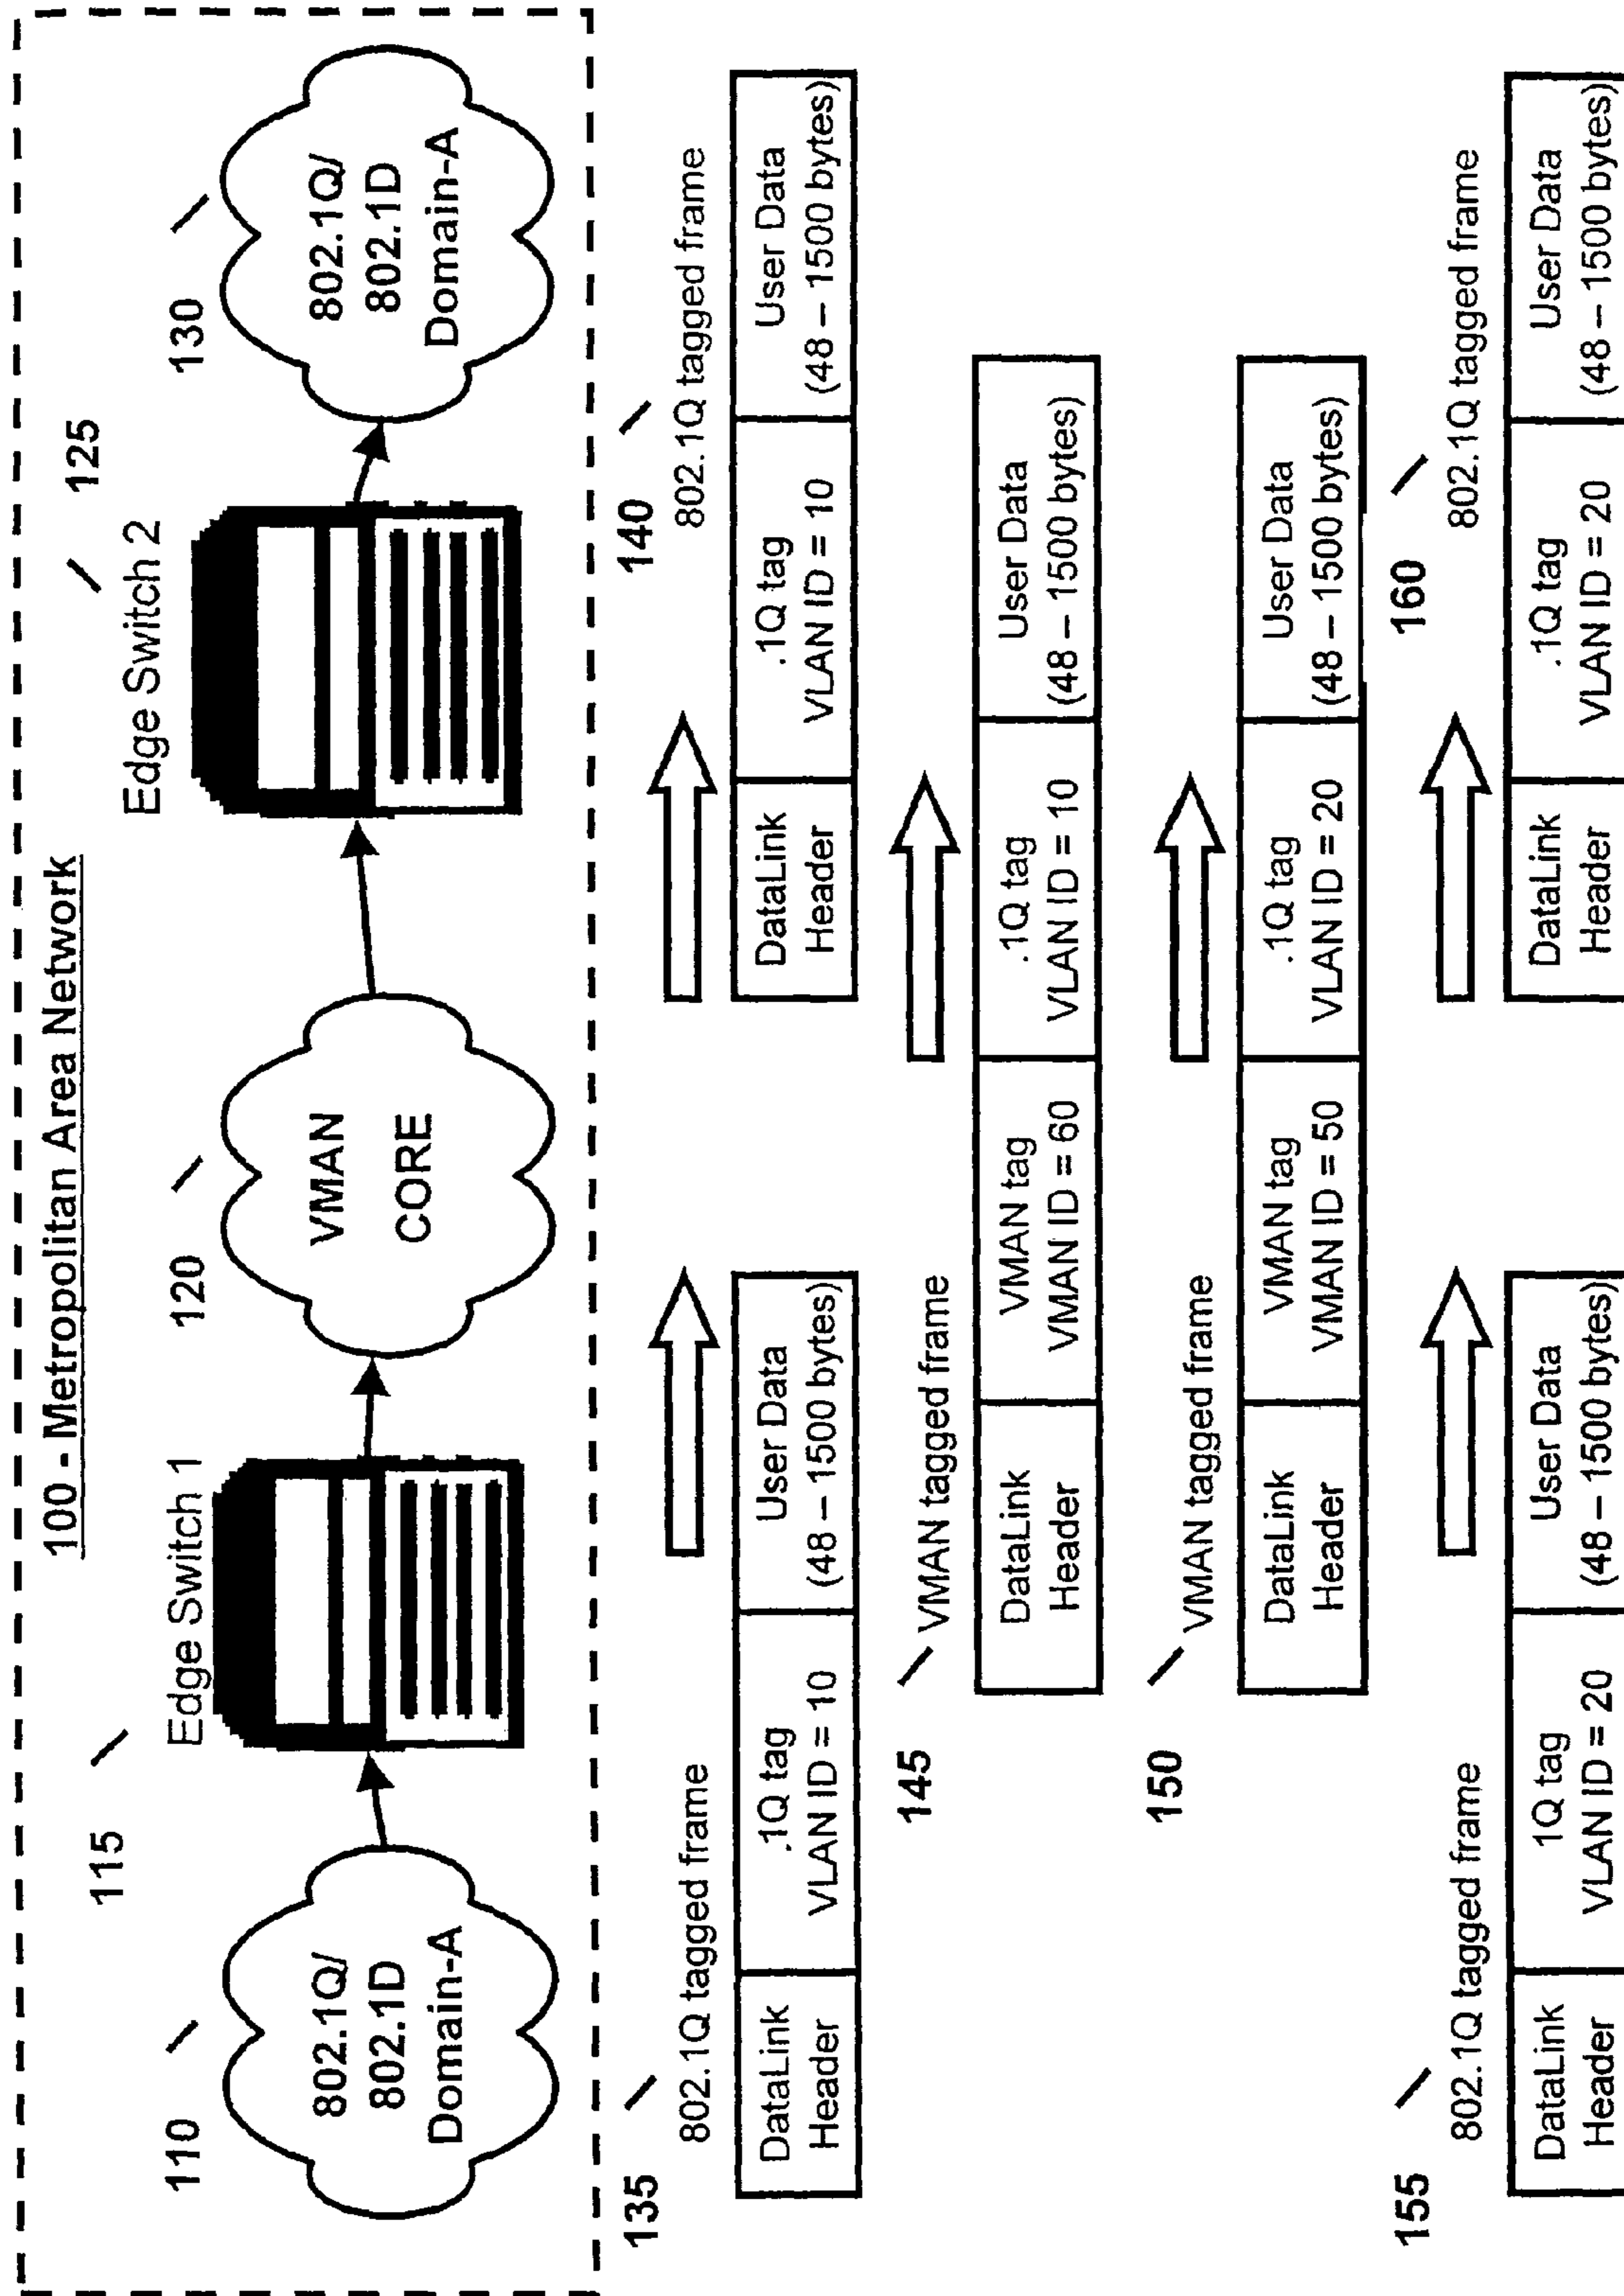 100 - Metropolitan Area Network
110
802.1Q/
802.1D
Domain-A
115
Edge Switch 1
120
VMAN
CORE
125
Edge Switch 2
130
802.1Q/
802.1D
Domain-A
135
802.1Q tagged frame
DataLink
Header
.1Q tag
VLAN ID = 10
User Data
(48 – 1500 bytes)
140
802.1Q tagged frame
DataLink
Header
.1Q tag
VLAN ID = 10
User Data
(48 – 1500 bytes)
145
VMAN tagged frame
DataLink
Header
VMAN tag
VMAN ID = 60
.1Q tag
VLAN ID = 10
User Data
(48 – 1500 bytes)
150
VMAN tagged frame
DataLink
Header
VMAN tag
VMAN ID = 50
.1Q tag
VLAN ID = 20
User Data
(48 – 1500 bytes)
155
802.1Q tagged frame
DataLink
Header
1Q tag
VLAN ID = 20
User Data
(48 – 1500 bytes)
160
802.1Q tagged frame
DataLink
Header
.1Q tag
VLAN ID = 20
User Data
(48 – 1500 bytes)